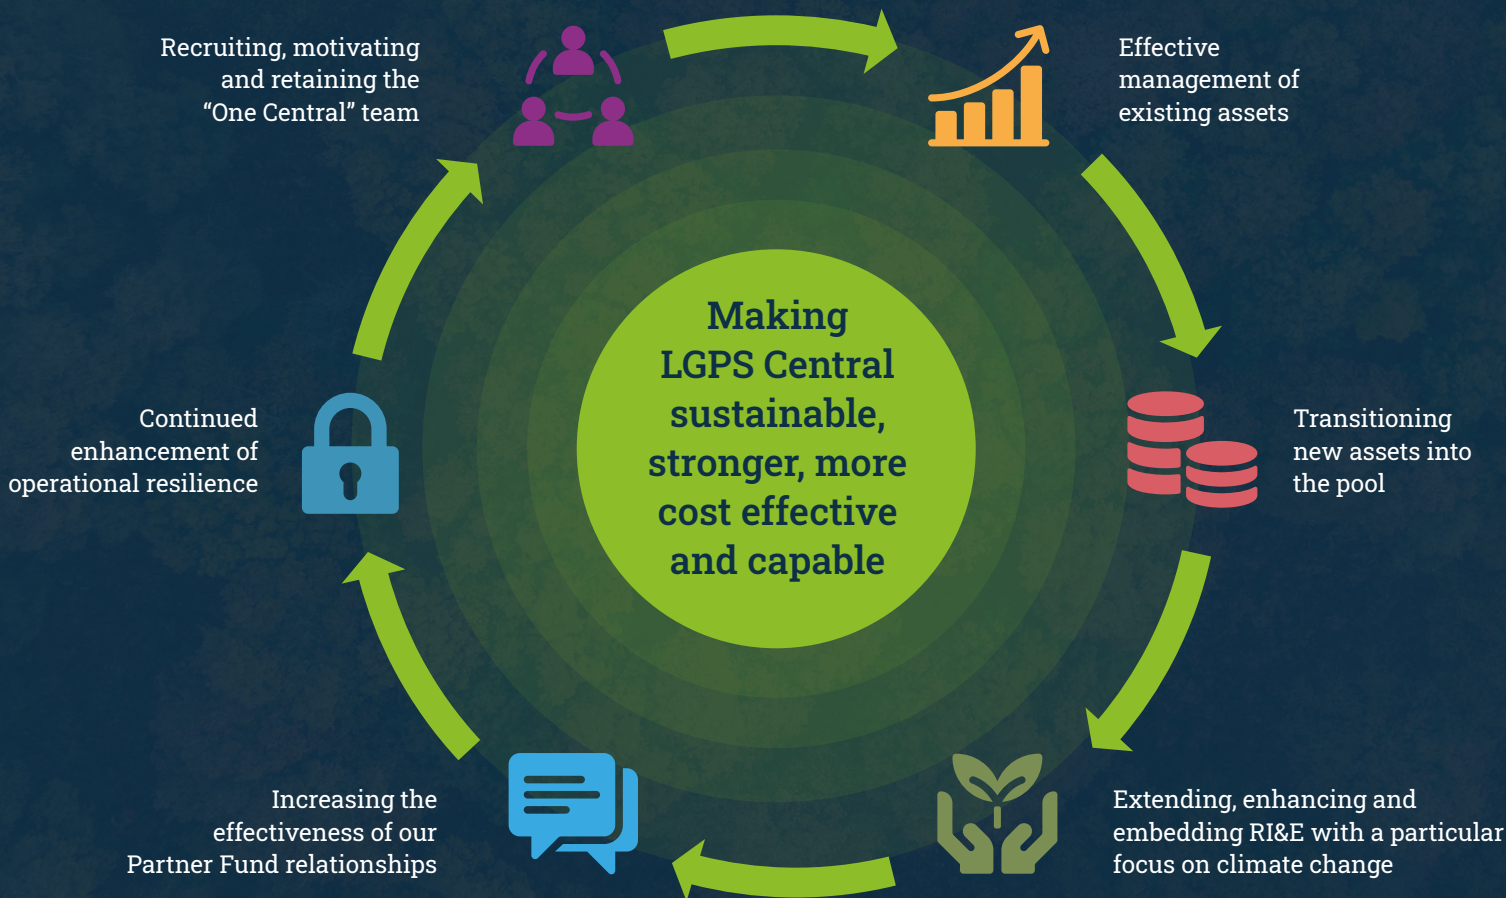 Recruiting, motivating
and retaining the
“One Central” team
Effective
management of
existing assets
Making
LGPS Central
sustainable,
stronger, more
cost effective
and capable
Continued
enhancement of
operational resilience
Transitioning
new assets into
the pool
Increasing the
effectiveness of our
Partner Fund relationships
Extending, enhancing and
embedding RI&E with a particular
focus on climate change